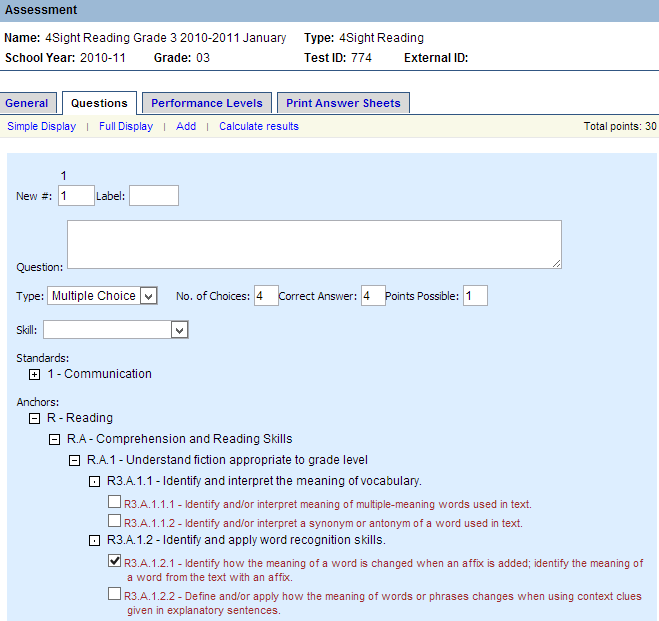 Assessment
Name: 4Sight Reading Grade 3 2010-2011 January Type: 4Sight Reading
School Year: 2010-11 Grade: 03 Test ID: 774 External ID:
General Questions Performance Levels Print Answer Sheets
Simple Display | Full Display | Add | Calculate results Total points: 30
1
New #: 1 Label:
Question:
Type: Multiple Choice No. of Choices: 4 Correct Answer: 4 Points Possible: 1
Skill:
Standards:
1 - Communication
Anchors:
R - Reading
R.A - Comprehension and Reading Skills
R.A.1 - Understand fiction appropriate to grade level
R3.A.1.1 - Identify and interpret the meaning of vocabulary.
R3.A.1.1.1 - Identify and/or interpret meaning of multiple-meaning words used in text.
R3.A.1.1.2 - Identify and/or interpret a synonym or antonym of a word used in text.
R3.A.1.2 - Identify and apply word recognition skills.
R3.A.1.2.1 - Identify how the meaning of a word is changed when an affix is added; identify the meaning of
a word from the text with an affix.
R3.A.1.2.2 - Define and/or apply how the meaning of words or phrases changes when using context clues
given in explanatory sentences.